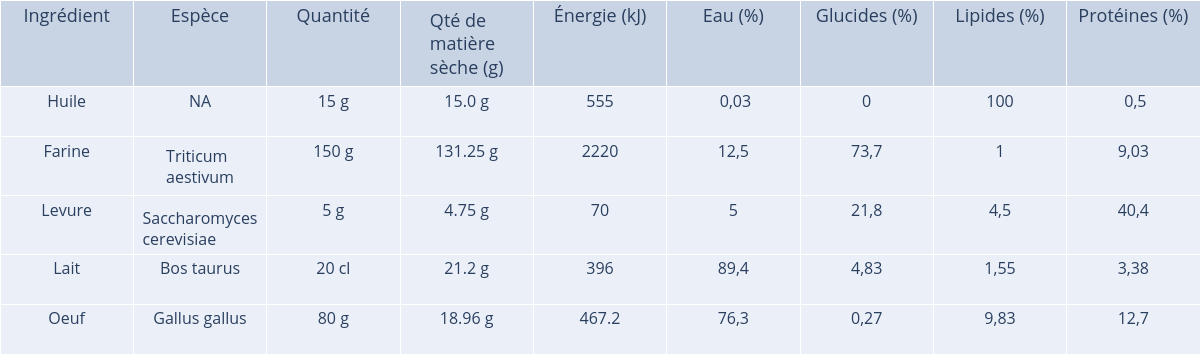 Ingrédient Espèce Quantité Qté de matière sèche (g) Énergie (kJ) Eau (%) Glucides (%) Lipides (%) Protéines (%)
Huile NA 15 g 15.0 g 555 0,03 0 100 0,5
Farine Triticum aestivum 150 g 131.25 g 2220 12,5 73,7 1 9,03
Levure Saccharomyces cerevisiae 5 g 4.75 g 70 5 21,8 4,5 40,4
Lait Bos taurus 20 cl 21.2 g 396 89,4 4,83 1,55 3,38
Oeuf Gallus gallus 80 g 18.96 g 467.2 76,3 0,27 9,83 12,7